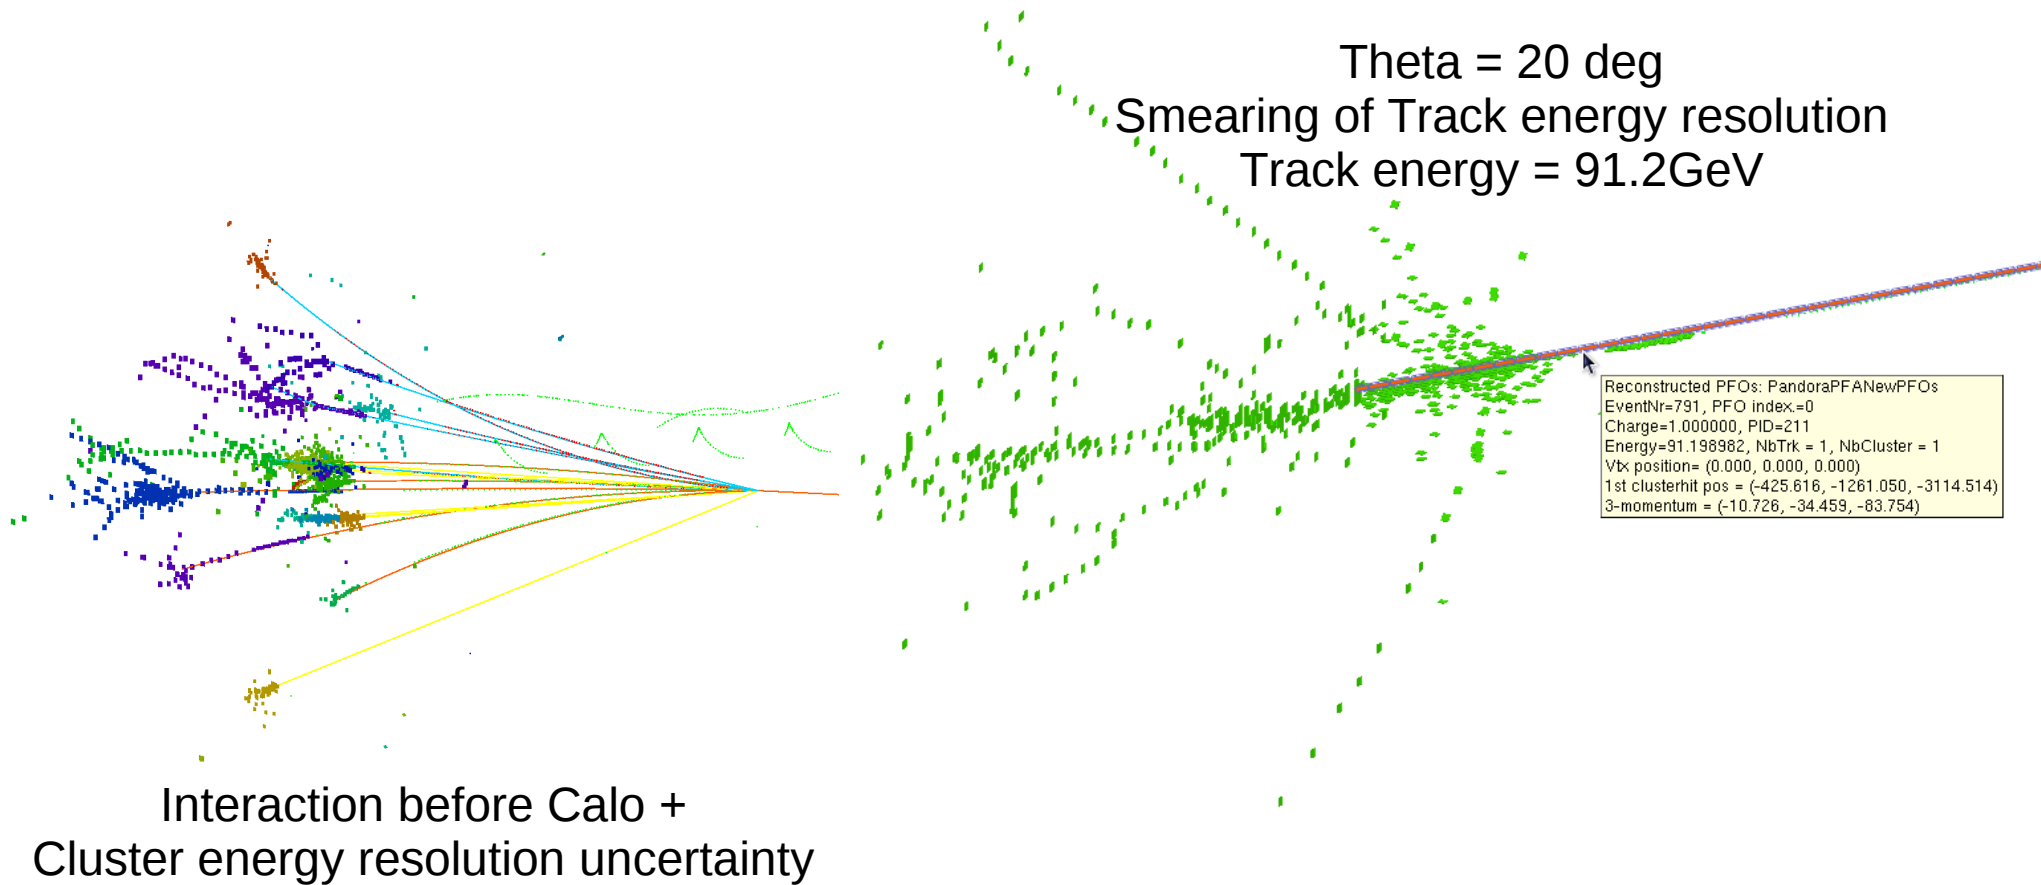 Theta = 20 deg
Smearing of Track energy resolution
Track energy = 91.2GeV
Reconstructed PFOs: PandoraPFANewPFOs
EventNr=791, PFO index.=0
Charge=1.000000, PID=211
Energy=91.198982, NbTrk = 1, NbCluster = 1
Vtx position= (0.000, 0.000, 0.000)
1st clusterhit pos = (-425.616, -1261.050, -3114.514)
3-momentum = (-10.726, -34.459, -83.754)
Interaction before Calo +
Cluster energy resolution uncertainty